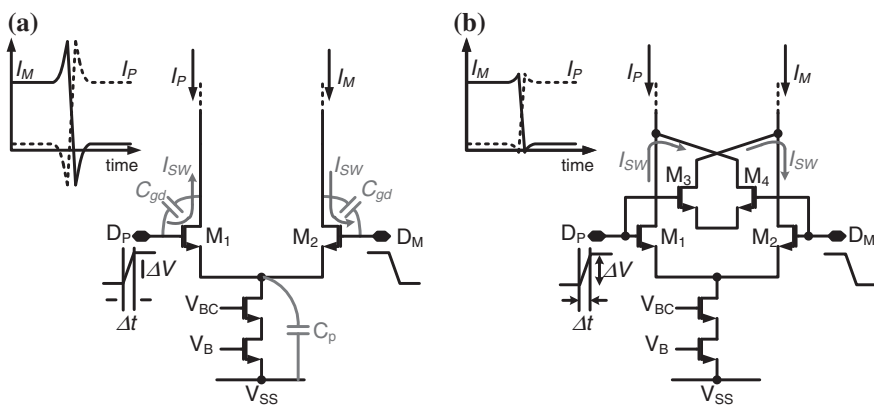 (a)
I_M
I_P
time
I_P
I_M
I_SW
I_SW
C_gd
C_gd
D_P
M_1
M_2
D_M
ΔV
Δt
V_BC
C_p
V_B
V_SS
(b)
I_M
I_P
time
I_P
I_M
I_SW
I_SW
M_3
M_4
D_P
M_1
M_2
D_M
ΔV
Δt
V_BC
V_B
V_SS